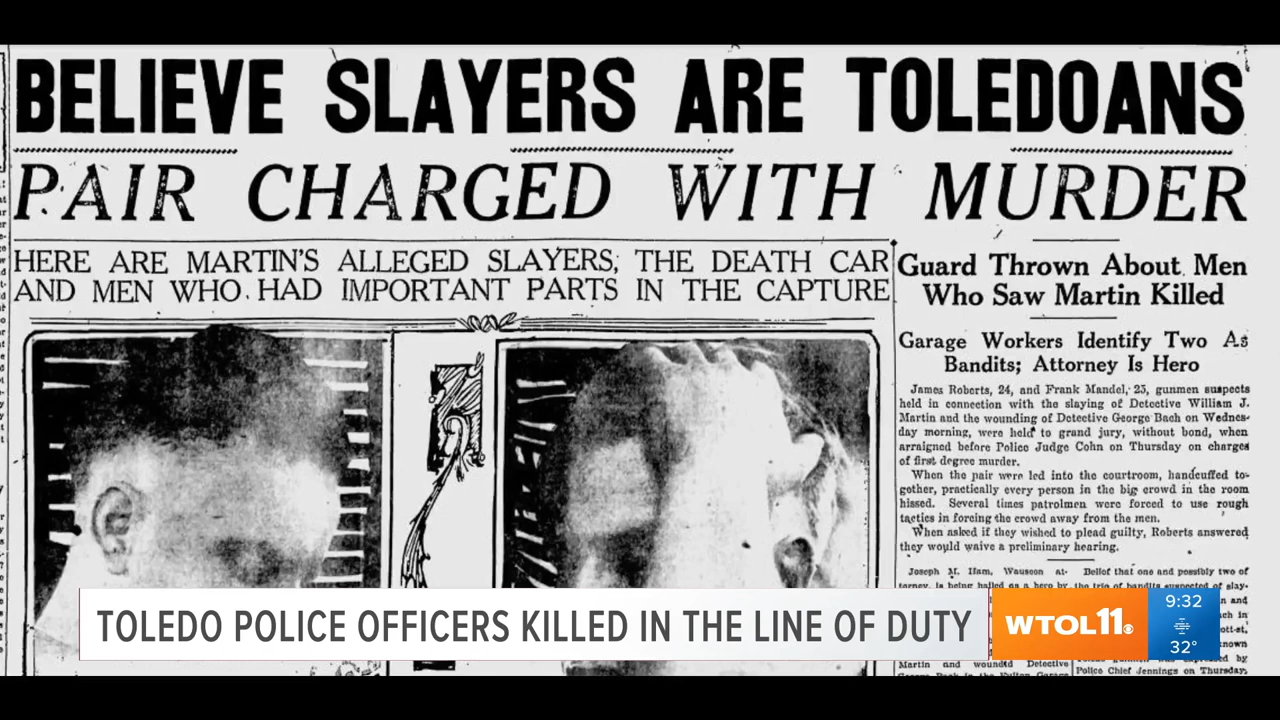 BELIEVE SLAYERS ARE TOLEDOANS
PAIR CHARGED WITH MURDER
HERE ARE MARTIN'S ALLEGED SLAYERS; THE DEATH CAR
AND MEN WHO HAD IMPORTANT PARTS IN THE CAPTURE
Guard Thrown About Men
Who Saw Martin Killed
Garage Workers Identify Two As
Bandits; Attorney Is Hero
James Roberts, 24, and Frank Mandel, 25, gunmen suspects
held in connection with the slaying of Detective William J.
Martin and the wounding of Detective George Bach on Wednes-
day morning, were held to grand jury, without bond, when
arraigned before Police Judge Cohn on Thursday on charges
of first degree murder.
When the pair were led into the courtroom, handcuffed to-
gether, practically every person in the big crowd in the room
hissed. Several times patrolmen were forced to use rough
tactics in forcing the crowd away from the men.
When asked if they wished to plead guilty, Roberts answered
they would waive a preliminary hearing.
Joseph M. Ham, Wauseon at-
torney, is being hailed as a hero by
Martin and wounded Detective
Belief that one and possibly two of
the trio of bandits suspected of slay-
Police Chief Jennings on Thursday,
TOLEDO POLICE OFFICERS KILLED IN THE LINE OF DUTY
WTOL 11
9:32
32°